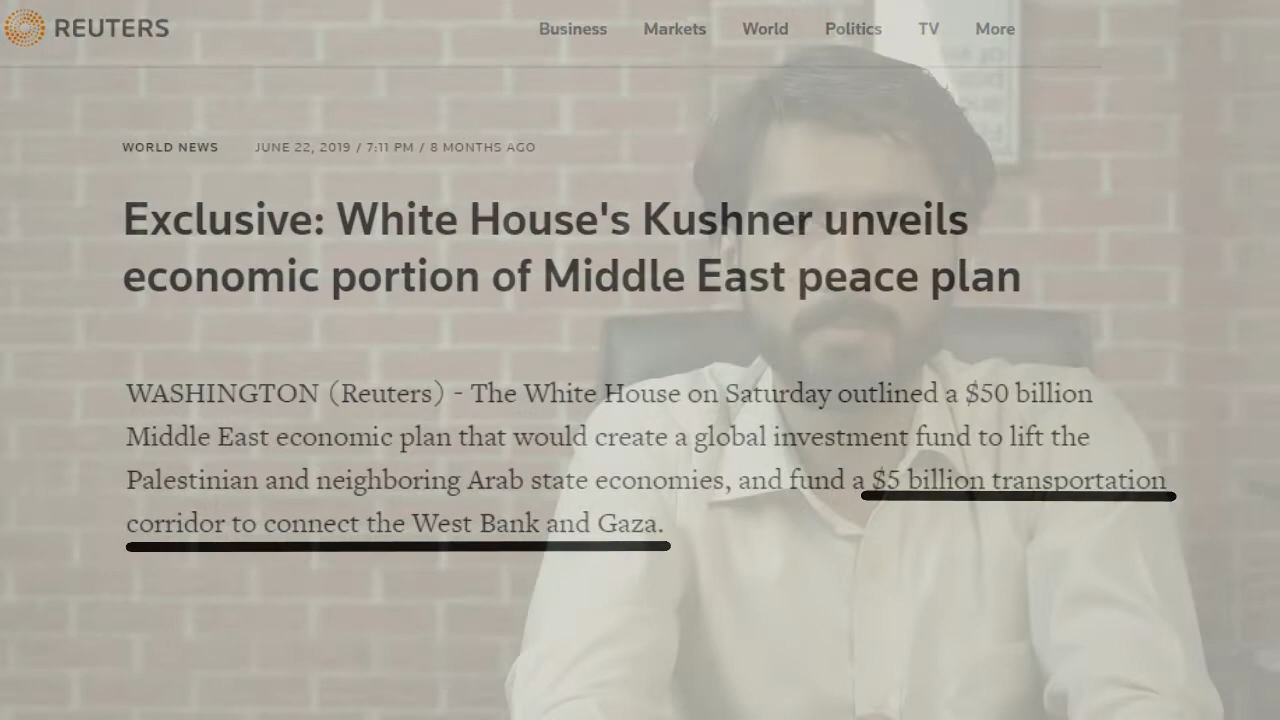 REUTERS
Business Markets World Politics TV More
WORLD NEWS JUNE 22, 2019 / 7:11 PM / 8 MONTHS AGO
Exclusive: White House's Kushner unveils
economic portion of Middle East peace plan
WASHINGTON (Reuters) - The White House on Saturday outlined a $50 billion
Middle East economic plan that would create a global investment fund to lift the
Palestinian and neighboring Arab state economies, and fund a $5 billion transportation
corridor to connect the West Bank and Gaza.